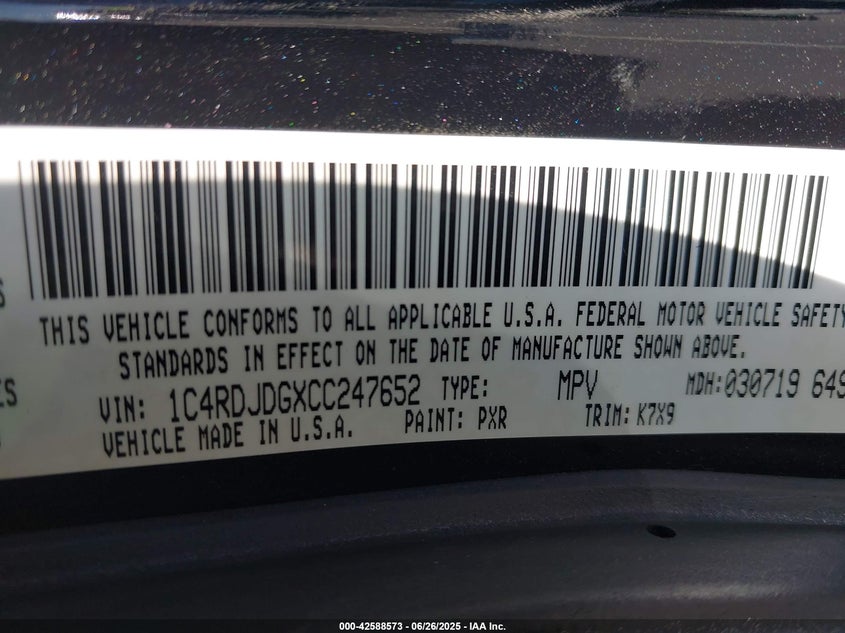 THIS VEHICLE CONFORMS TO ALL APPLICABLE U.S.A. FEDERAL MOTOR VEHICLE SAFETY
STANDARDS IN EFFECT ON THE DATE OF MANUFACTURE SHOWN ABOVE.
VIN: 1C4RDJDGXCC247652 TYPE: MPV MDH: 030719 649
VEHICLE MADE IN U.S.A. PAINT: PXR TRIM: K7X9
000-42588573 / 06/26/2025 - IAA Inc.